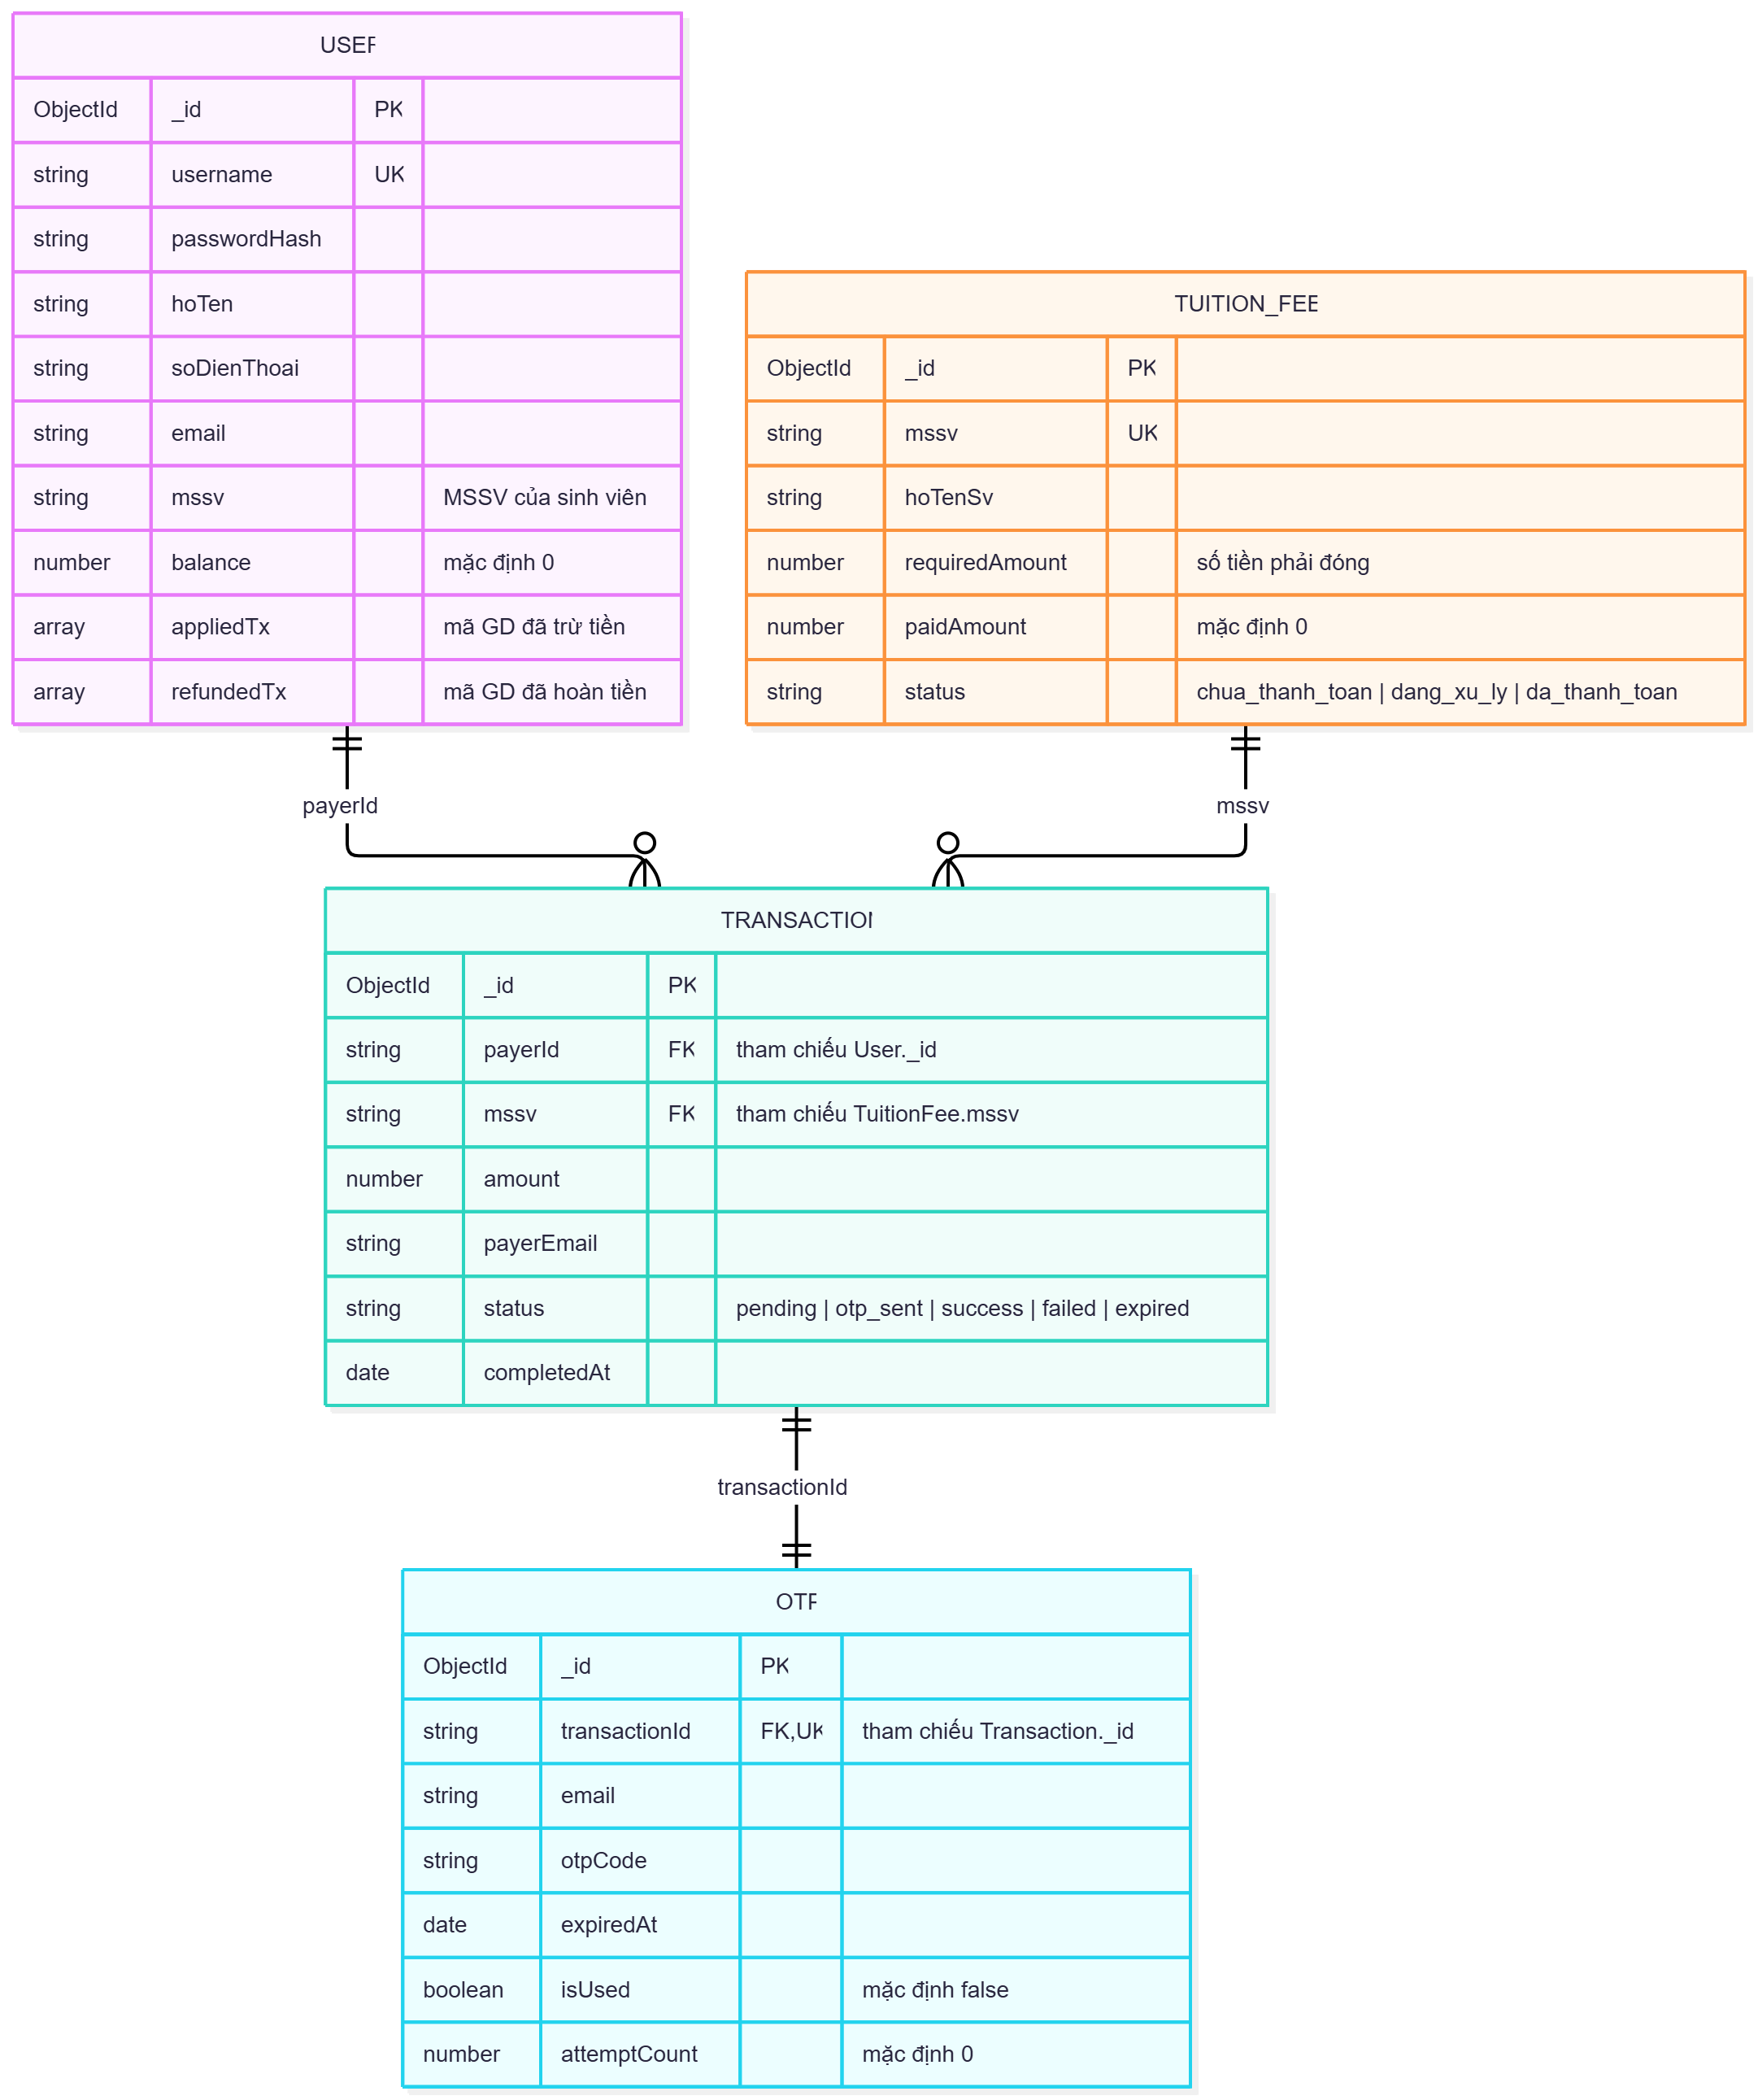 USER
ObjectId _id PK
string username UK
string passwordHash
string hoTen
string soDienThoai
string email
string mssv MSSV của sinh viên
number balance mặc định 0
array appliedTx mã GD đã trừ tiền
array refundedTx mã GD đã hoàn tiền
TUITION_FEE
ObjectId _id PK
string mssv UK
string hoTenSv
number requiredAmount số tiền phải đóng
number paidAmount mặc định 0
string status chua_thanh_toan | dang_xu_ly | da_thanh_toan
payerId
mssv
TRANSACTION
ObjectId _id PK
string payerId FK tham chiếu User._id
string mssv FK tham chiếu TuitionFee.mssv
number amount
string payerEmail
string status pending | otp_sent | success | failed | expired
date completedAt
transactionId
OTP
ObjectId _id PK
string transactionId FK,UK tham chiếu Transaction._id
string email
string otpCode
date expiredAt
boolean isUsed mặc định false
number attemptCount mặc định 0